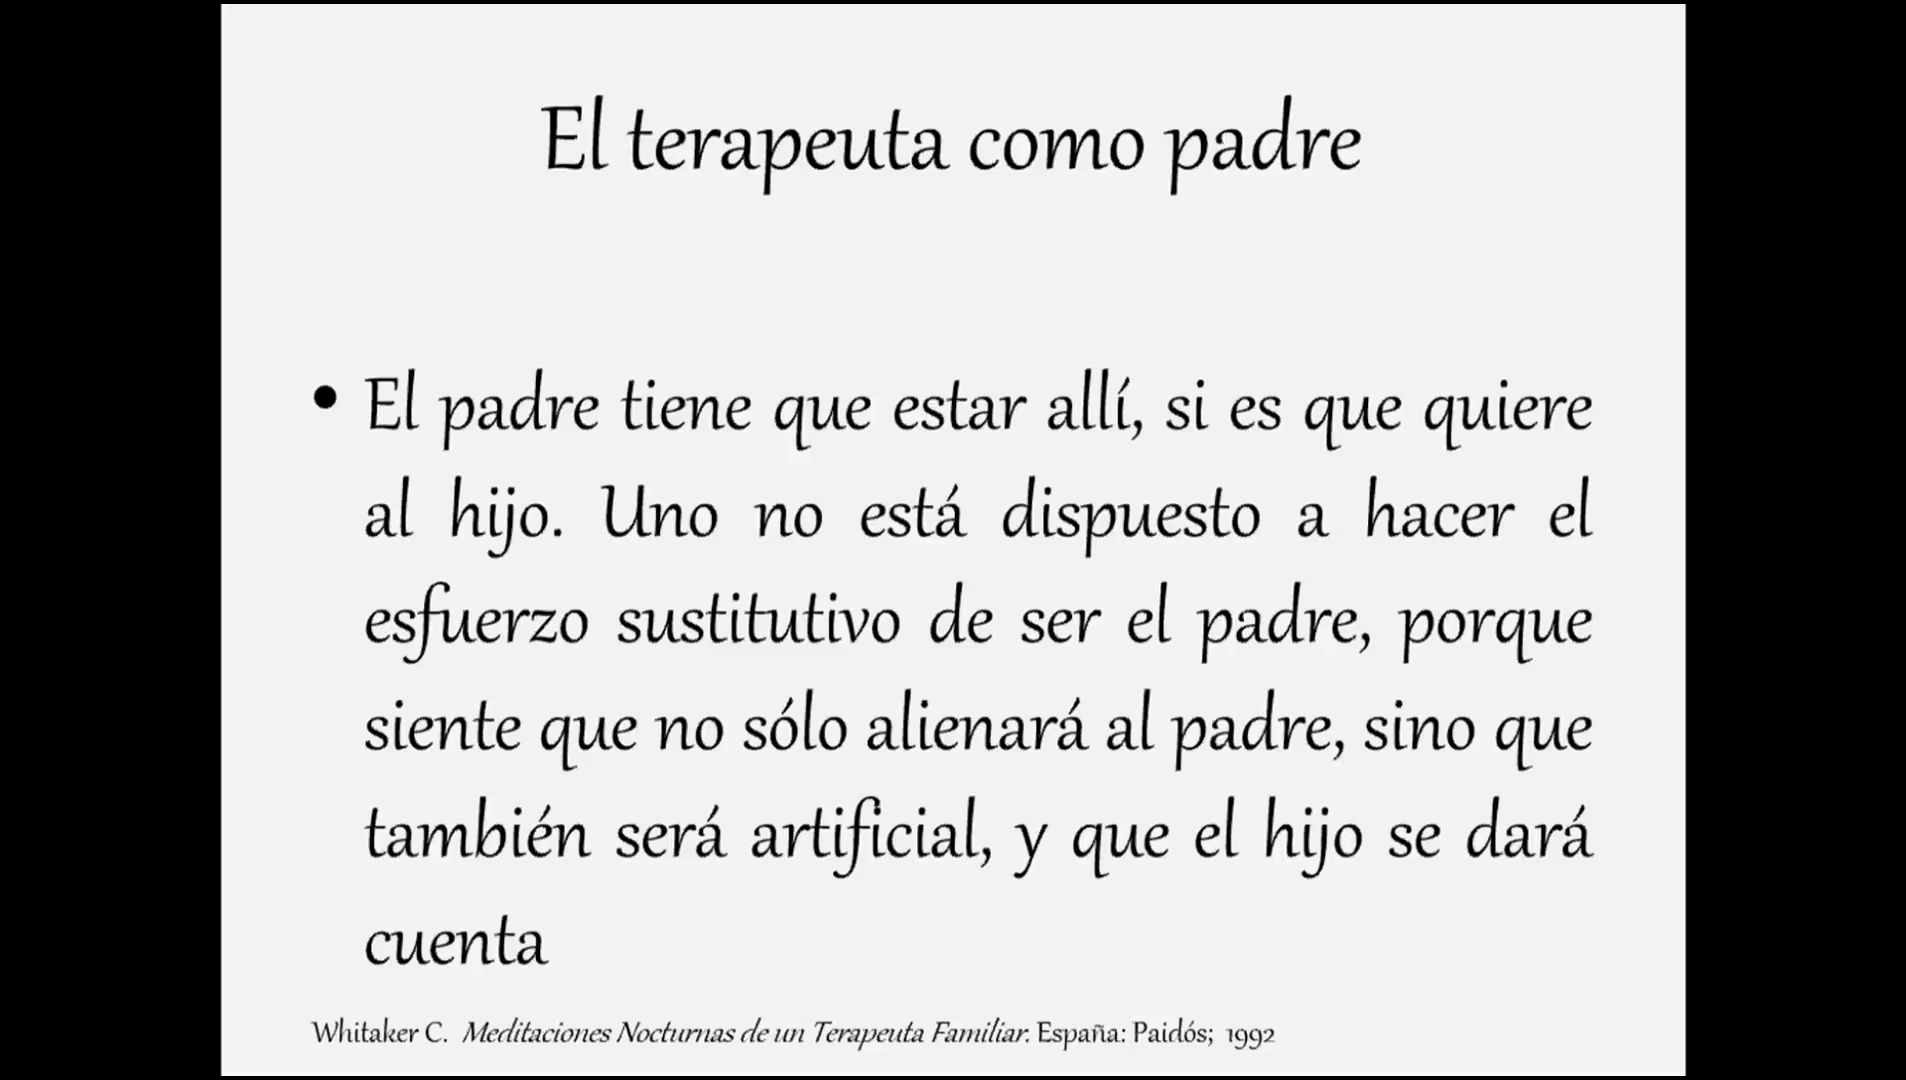 El terapeuta como padre
• El padre tiene que estar allí, si es que quiere
al hijo. Uno no está dispuesto a hacer el
esfuerzo sustitutivo de ser el padre, porque
siente que no sólo alienará al padre, sino que
también será artificial, y que el hijo se dará
cuenta
Whitaker C. Meditaciones Nocturnas de un Terapeuta Familiar. España: Paidós; 1992